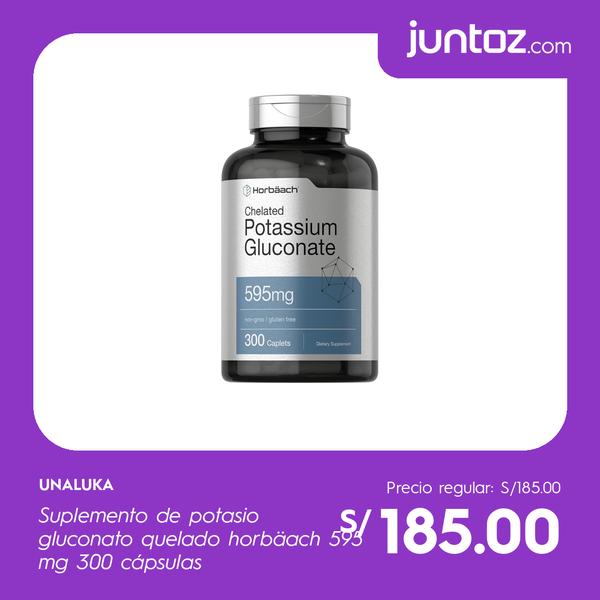 juntoz.com
Horbäach
Chelated
Potassium
Gluconate
595mg
non-gmo / gluten free
300 Caplets
Dietary Supplement
UNALUKA
Precio regular: S/185.00
Suplemento de potasio
gluconato quelado horbäach 595
mg 300 cápsulas
S/185.00